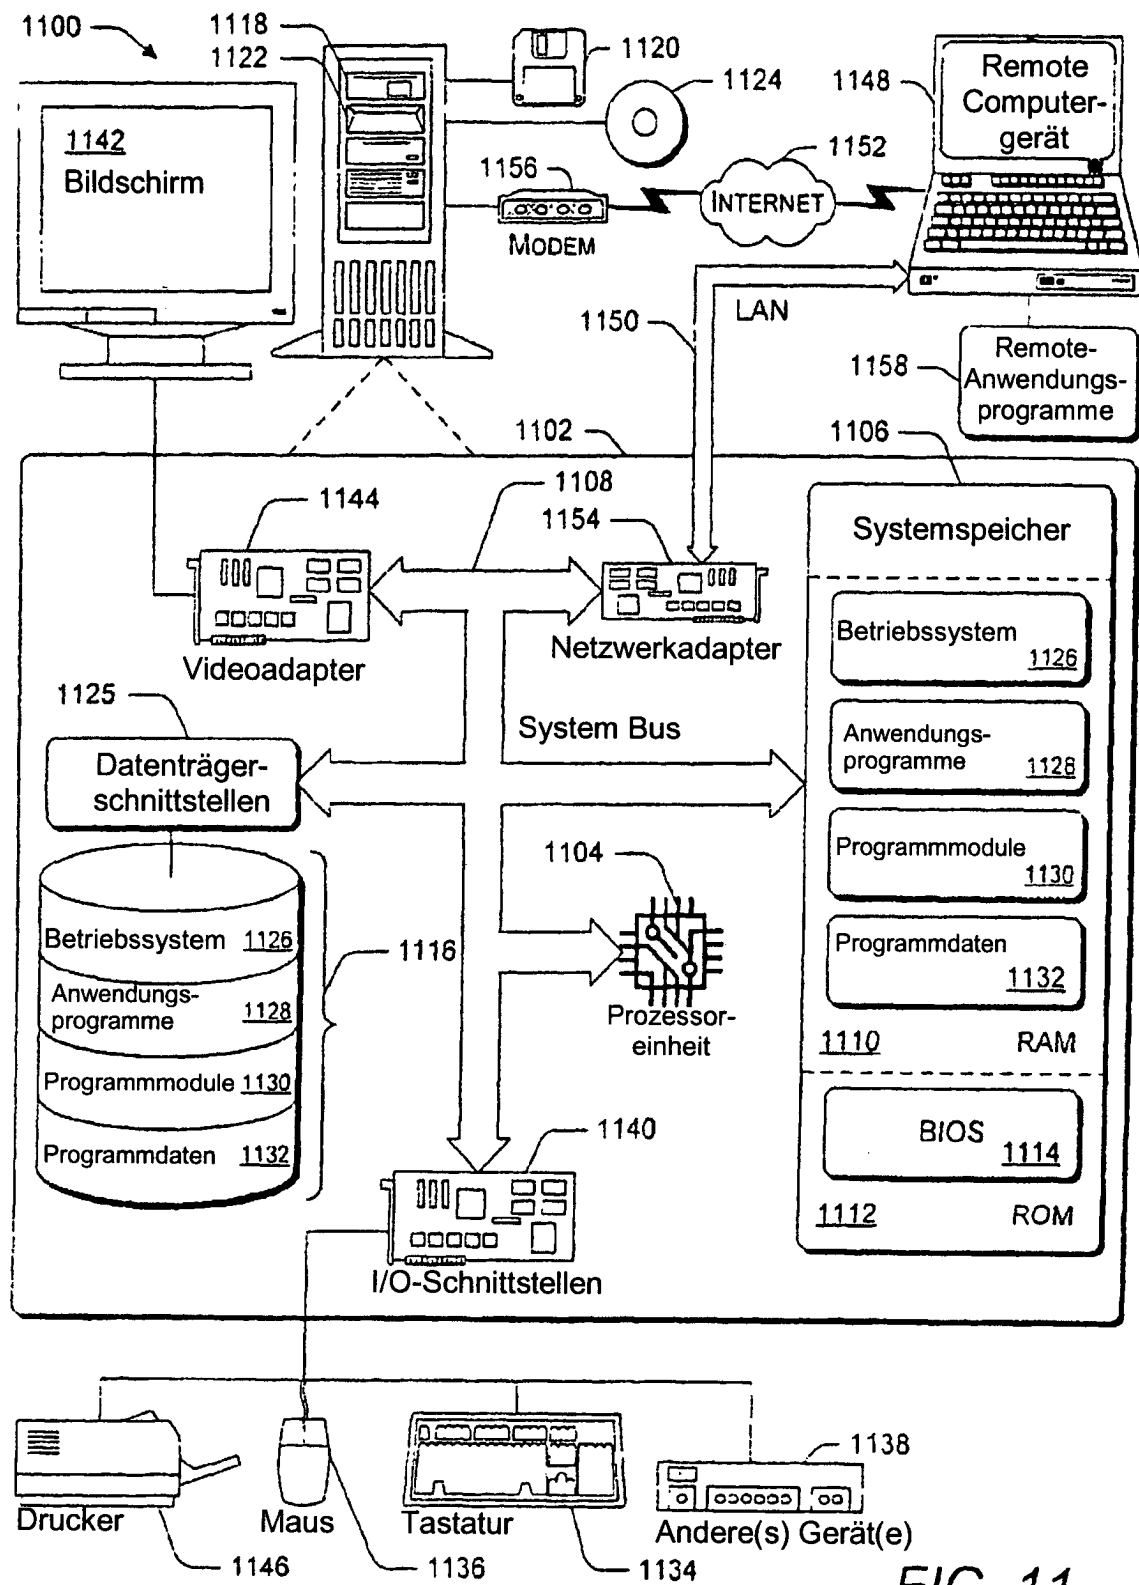 1100
1118
1122
1120
1124
1148
Remote
Computer-
gerät
1142
Bildschirm
1156
1152
INTERNET
MODEM
LAN
1150
1158
Remote-
Anwendungs-
programme
1102
1106
1144
1108
1154
Systemspeicher
Videoadapter
Netzwerkadapter
Betriebssystem
1126
1125
System Bus
Datenträger-
schnittstellen
Anwendungs-
programme 1128
Programmmodule
1130
1104
Betriebssystem 1126
1116
Programmdaten
1132
Anwendungs-
programme 1128
Prozessor-
einheit
1110 RAM
Programmmodule 1130
BIOS
1114
Programmdaten 1132
1140
1112 ROM
I/O-Schnittstellen
1138
Drucker
Maus
Tastatur
Andere(s) Gerät(e)
1146
1136
1134
FIG. 11